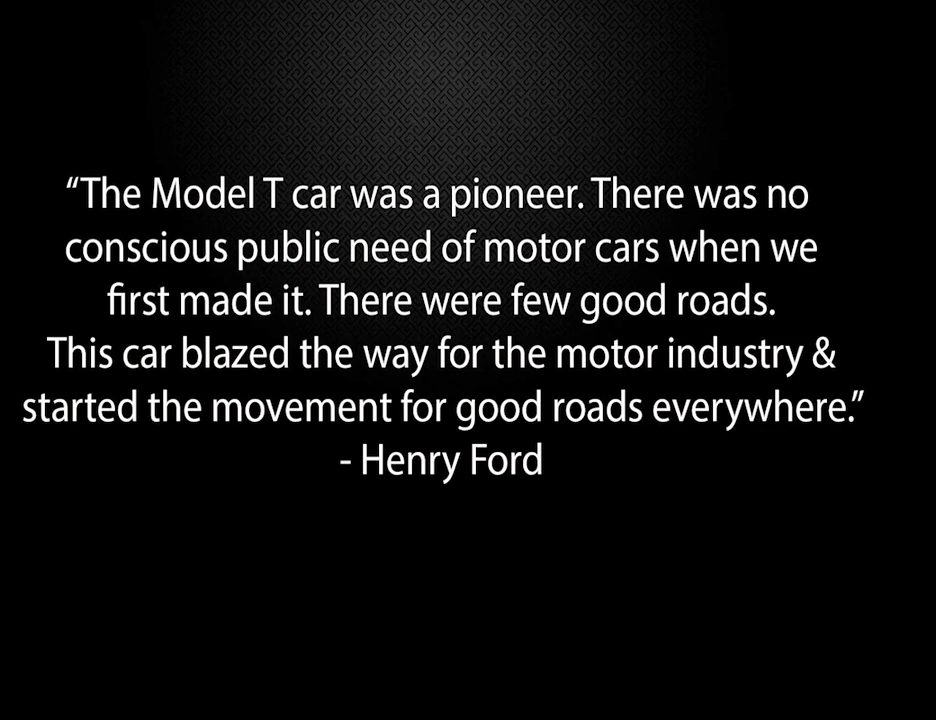 “The Model T car was a pioneer. There was no
conscious public need of motor cars when we
first made it. There were few good roads.
This car blazed the way for the motor industry &
started the movement for good roads everywhere.”
- Henry Ford